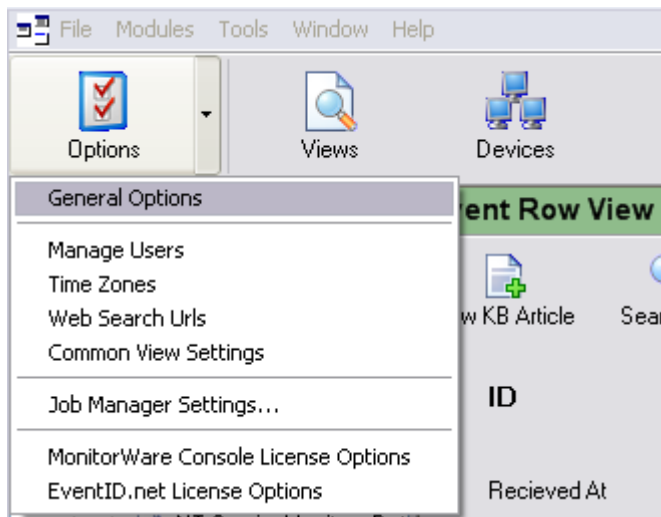 File Modules Tools Window Help
Options Views Devices
General Options
ent Row View
Manage Users
Time Zones
Web Search Urls
w KB Article Sear
Common View Settings
ID
Job Manager Settings...
MonitorWare Console License Options
EventID.net License Options
Recieved At